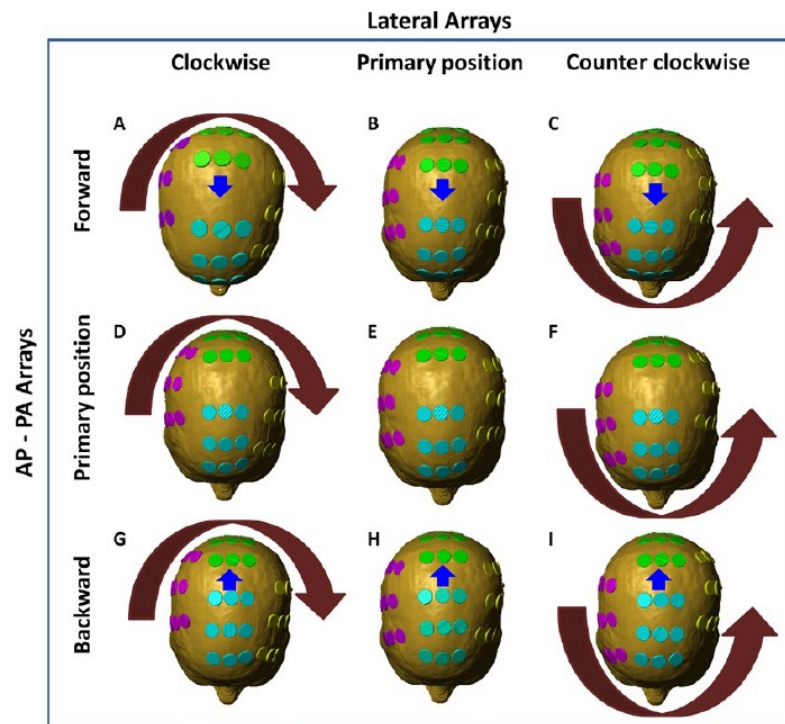 Lateral Arrays
Clockwise Primary position Counter clockwise
AP - PA Arrays
Forward
A B C
Primary position
D E F
Backward
G H I